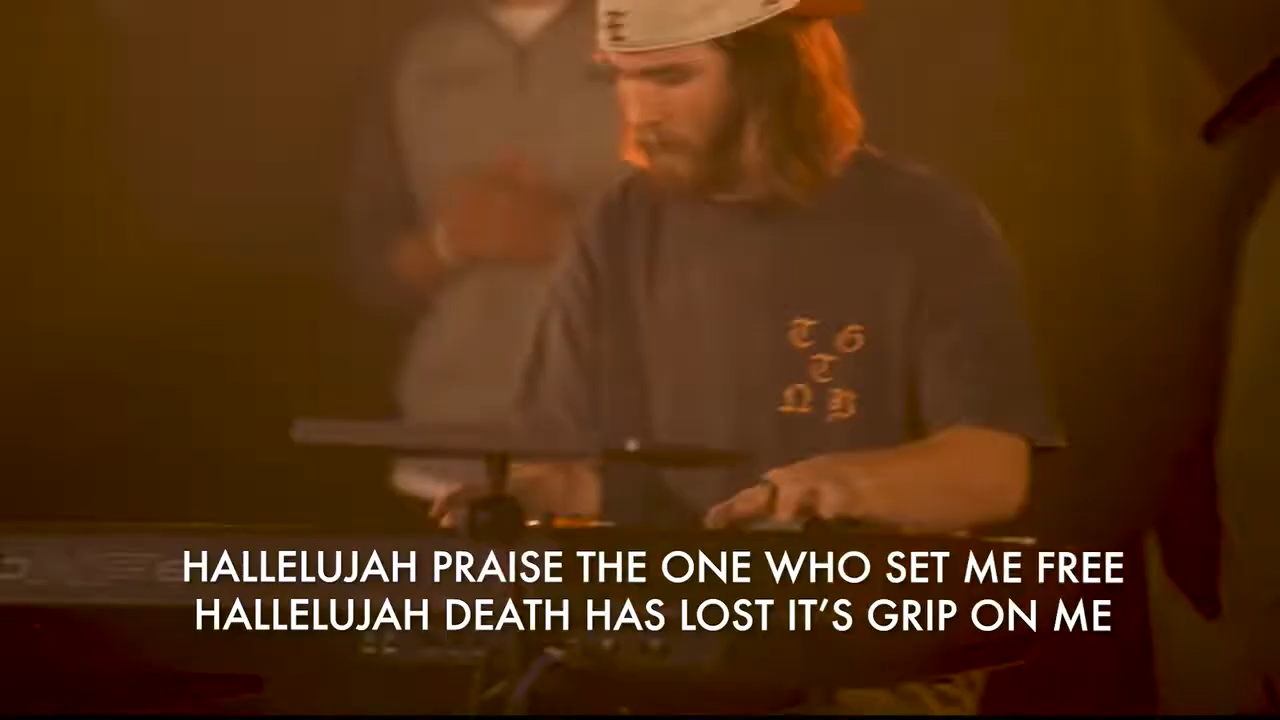 T G
T
N B
HALLELUJAH PRAISE THE ONE WHO SET ME FREE
HALLELUJAH DEATH HAS LOST IT’S GRIP ON ME